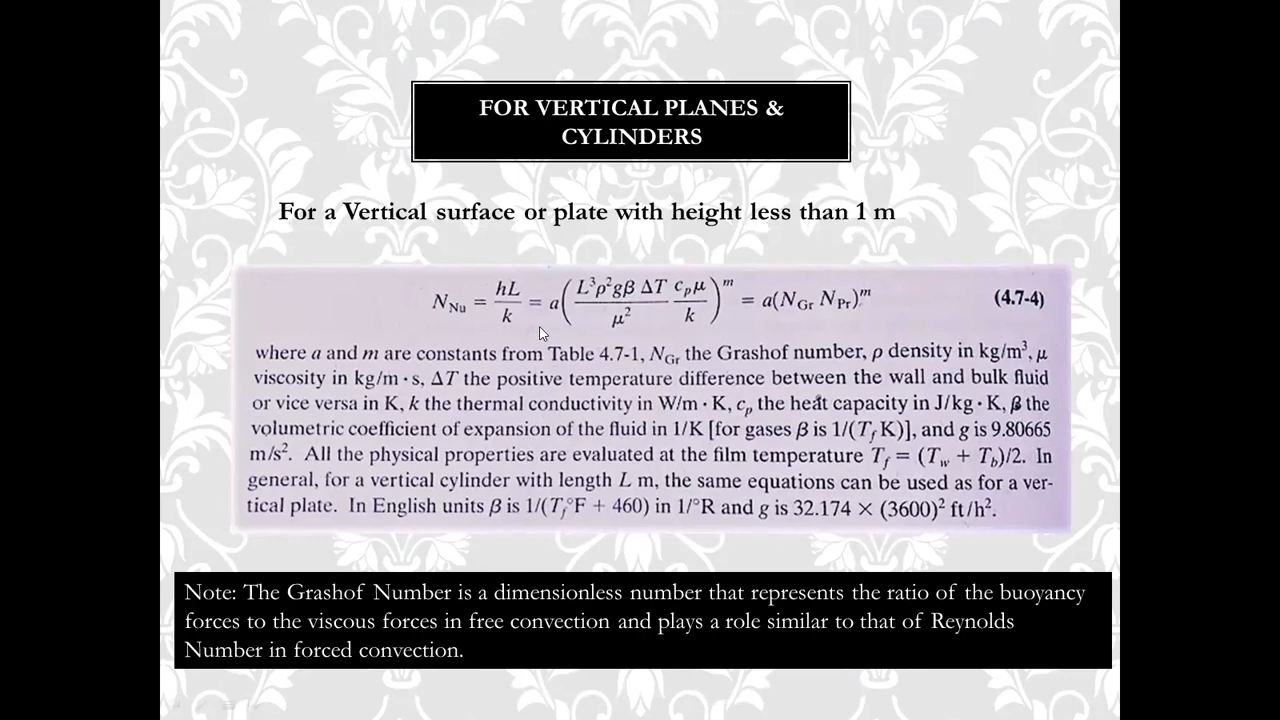 FOR VERTICAL PLANES &
CYLINDERS
For a Vertical surface or plate with height less than 1 m
N_Nu = hL/k = a(L³ρ²gβ ΔT/μ² c_pμ/k)^m = a(N_Gr N_Pr)^m (4.7-4)
where a and m are constants from Table 4.7-1, N_Gr the Grashof number, ρ density in kg/m³, μ
viscosity in kg/m · s, ΔT the positive temperature difference between the wall and bulk fluid
or vice versa in K, k the thermal conductivity in W/m · K, c_p the heat capacity in J/kg · K, β the
volumetric coefficient of expansion of the fluid in 1/K [for gases β is 1/(T_f K)], and g is 9.80665
m/s². All the physical properties are evaluated at the film temperature T_f = (T_w + T_b)/2. In
general, for a vertical cylinder with length L m, the same equations can be used as for a ver-
tical plate. In English units β is 1/(T_f°F + 460) in 1/°R and g is 32.174 × (3600)² ft/h².
Note: The Grashof Number is a dimensionless number that represents the ratio of the buoyancy
forces to the viscous forces in free convection and plays a role similar to that of Reynolds
Number in forced convection.